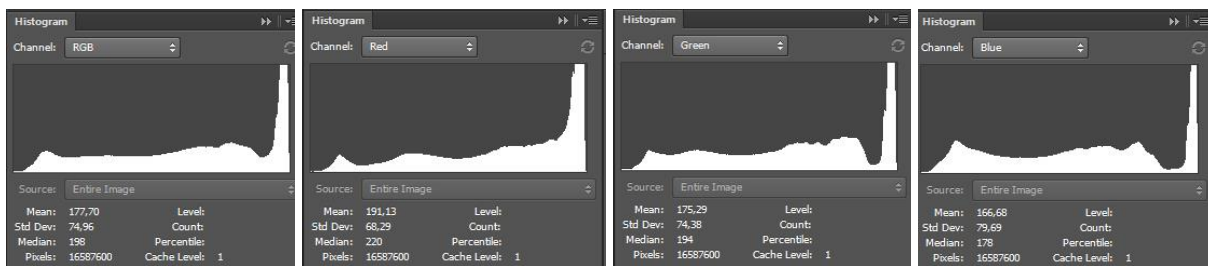 Histogram
Channel: RGB
Source: Entire Image
Mean: 177,70 Level:
Std Dev: 74,96 Count:
Median: 198 Percentile:
Pixels: 16587600 Cache Level: 1
Histogram
Channel: Red
Source: Entire Image
Mean: 191,13 Level:
Std Dev: 68,29 Count:
Median: 220 Percentile:
Pixels: 16587600 Cache Level: 1
Histogram
Channel: Green
Source: Entire Image
Mean: 175,29 Level:
Std Dev: 74,38 Count:
Median: 194 Percentile:
Pixels: 16587600 Cache Level: 1
Histogram
Channel: Blue
Source: Entire Image
Mean: 166,68 Level:
Std Dev: 79,69 Count:
Median: 178 Percentile:
Pixels: 16587600 Cache Level: 1